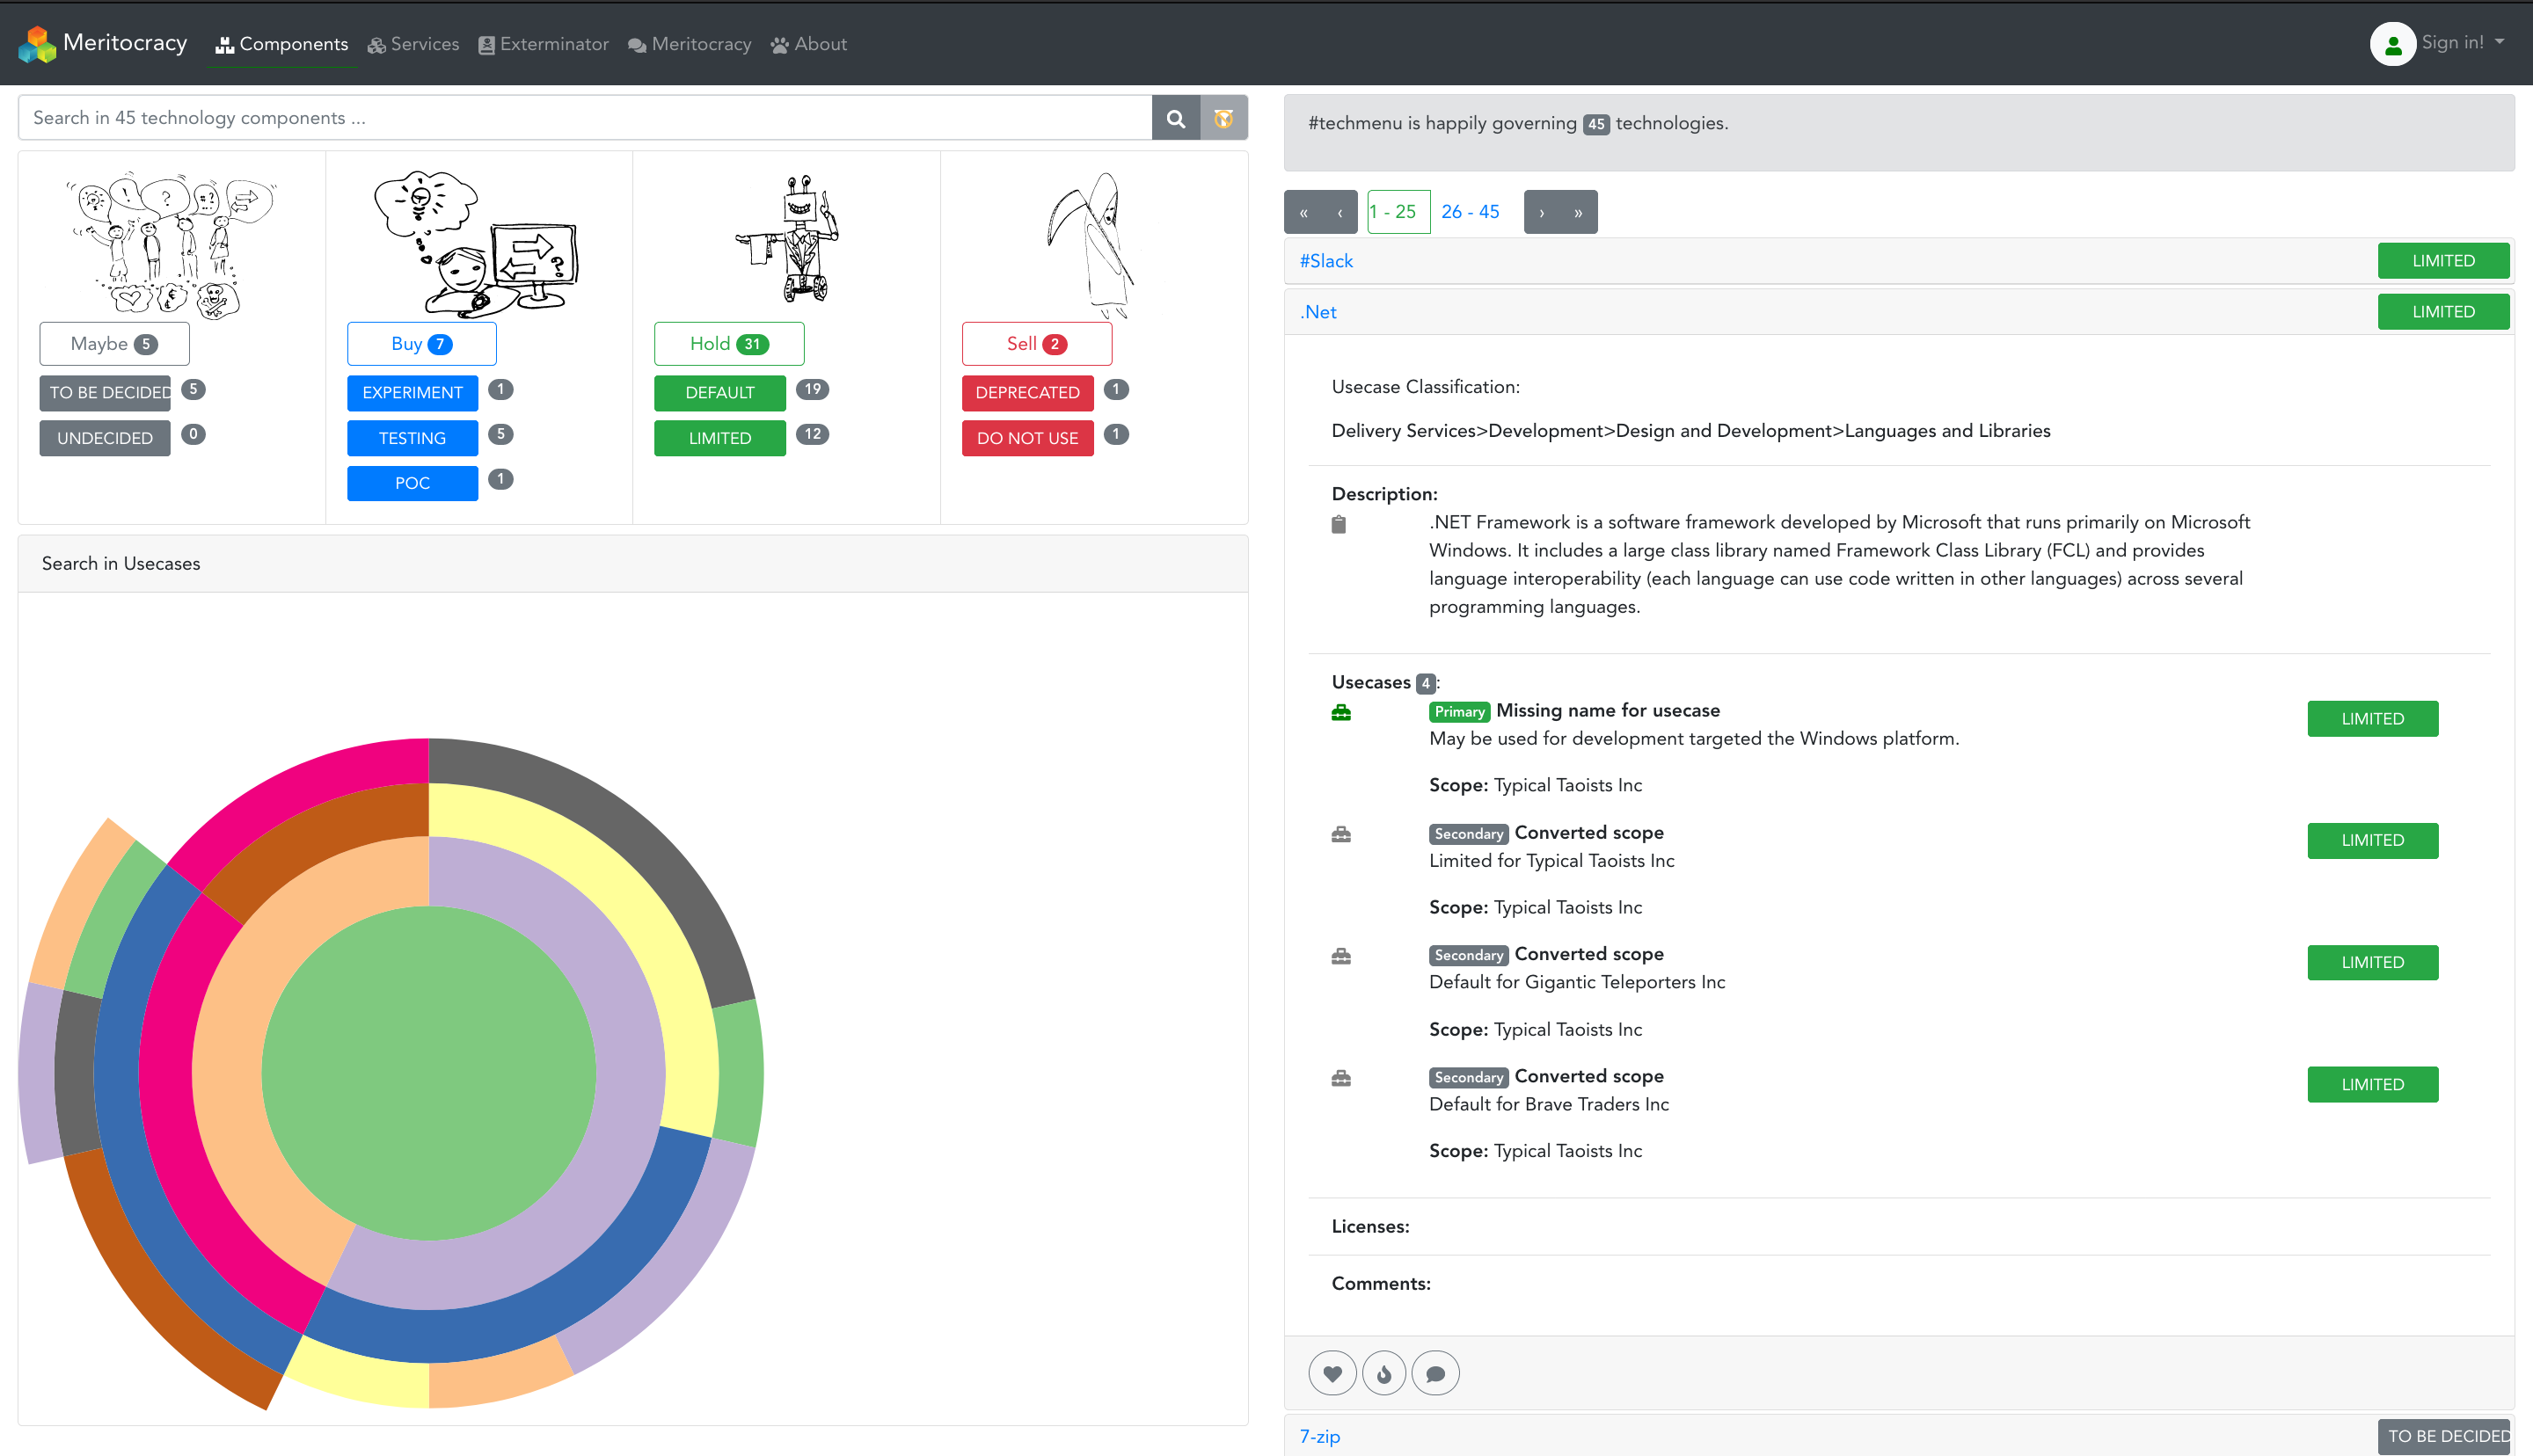 Meritocracy
Components
Services
Exterminator
Meritocracy
About
Sign in!
Search in 45 technology components ...
Maybe 5
TO BE DECIDED 5
UNDECIDED 0
Buy 7
EXPERIMENT 1
TESTING 5
POC 1
Hold 31
DEFAULT 19
LIMITED 12
Sell 2
DEPRECATED 1
DO NOT USE 1
Search in Usecases
#techmenu is happily governing 45 technologies.
« ‹ 1 - 25 26 - 45 › »
#Slack LIMITED
.Net LIMITED
Usecase Classification:
Delivery Services>Development>Design and Development>Languages and Libraries
Description:
.NET Framework is a software framework developed by Microsoft that runs primarily on Microsoft
Windows. It includes a large class library named Framework Class Library (FCL) and provides
language interoperability (each language can use code written in other languages) across several
programming languages.
Usecases 4:
Primary Missing name for usecase LIMITED
May be used for development targeted the Windows platform.
Scope: Typical Taoists Inc
Secondary Converted scope LIMITED
Limited for Typical Taoists Inc
Scope: Typical Taoists Inc
Secondary Converted scope LIMITED
Default for Gigantic Teleporters Inc
Scope: Typical Taoists Inc
Secondary Converted scope LIMITED
Default for Brave Traders Inc
Scope: Typical Taoists Inc
Licenses:
Comments:
7-zip TO BE DECIDED